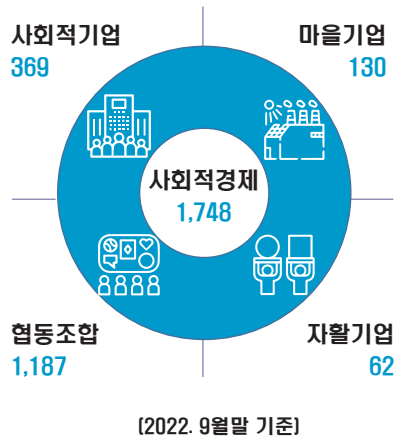 사회적기업
369
마을기업
130
사회적경제
1,748
협동조합
1,187
자활기업
62
(2022. 9월말 기준)